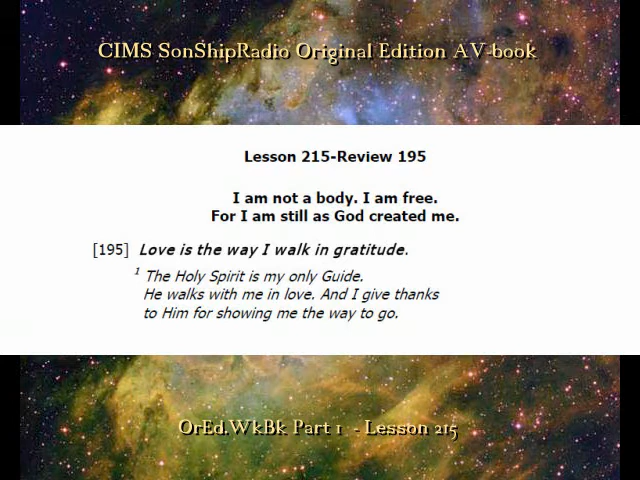 CIMS SonShipRadio Original Edition AV-book
Lesson 215-Review 195
I am not a body. I am free.
For I am still as God created me.
[195] Love is the way I walk in gratitude.
1 The Holy Spirit is my only Guide.
He walks with me in love. And I give thanks
to Him for showing me the way to go.
OrEd.WkBk Part 1 - Lesson 215